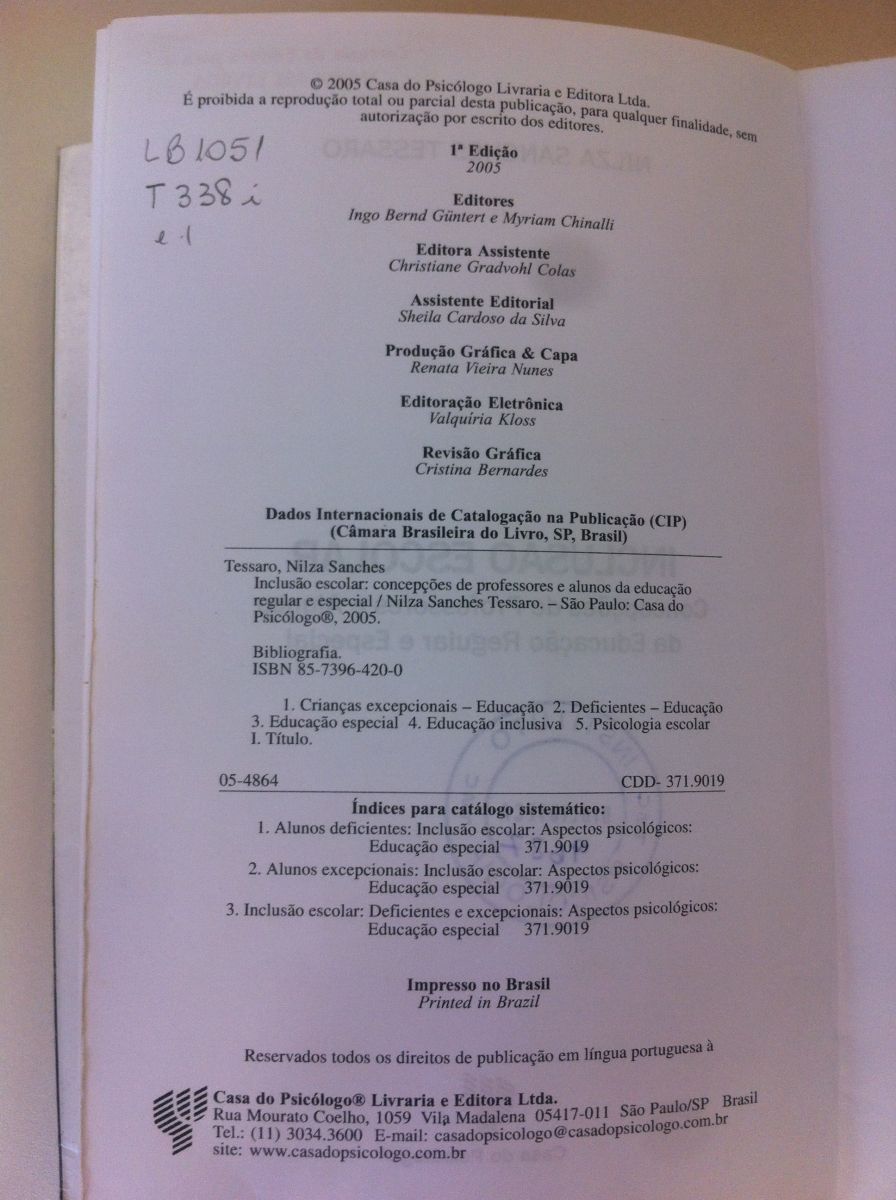 © 2005 Casa do Psicólogo Livraria e Editora Ltda.
É proibida a reprodução total ou parcial desta publicação, para qualquer finalidade, sem
autorização por escrito dos editores.
LB1051
T338i
e.1
1ª Edição
2005
Editores
Ingo Bernd Güntert e Myriam Chinalli
Editora Assistente
Christiane Gradvohl Colas
Assistente Editorial
Sheila Cardoso da Silva
Produção Gráfica & Capa
Renata Vieira Nunes
Editoração Eletrônica
Valquíria Kloss
Revisão Gráfica
Cristina Bernardes
Dados Internacionais de Catalogação na Publicação (CIP)
(Câmara Brasileira do Livro, SP, Brasil)
Tessaro, Nilza Sanches
Inclusão escolar: concepções de professores e alunos da educação
regular e especial / Nilza Sanches Tessaro. – São Paulo: Casa do
Psicólogo®, 2005.
Bibliografia.
ISBN 85-7396-420-0
1. Crianças excepcionais – Educação 2. Deficientes – Educação
3. Educação especial 4. Educação inclusiva 5. Psicologia escolar
I. Título.
05-4864 CDD- 371.9019
Índices para catálogo sistemático:
1. Alunos deficientes: Inclusão escolar: Aspectos psicológicos:
Educação especial 371.9019
2. Alunos excepcionais: Inclusão escolar: Aspectos psicológicos:
Educação especial 371.9019
3. Inclusão escolar: Deficientes e excepcionais: Aspectos psicológicos:
Educação especial 371.9019
Impresso no Brasil
Printed in Brazil
Reservados todos os direitos de publicação em língua portuguesa à
Casa do Psicólogo® Livraria e Editora Ltda.
Rua Mourato Coelho, 1059 Vila Madalena 05417-011 São Paulo/SP Brasil
Tel.: (11) 3034.3600 E-mail: casadopsicologo@casadopsicologo.com.br
site: www.casadopsicologo.com.br